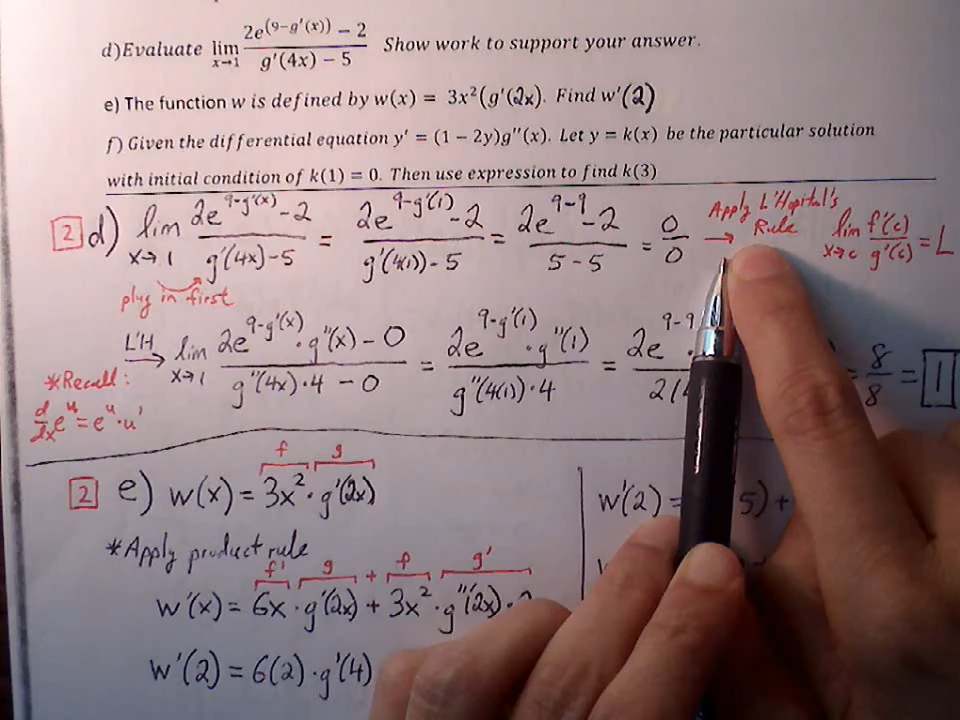 d)Evaluate lim x→1 2e^(9−g'(x)) − 2 / g'(4x) − 5 Show work to support your answer.
e) The function w is defined by w(x) = 3x²(g'(2x). Find w'(2)
f) Given the differential equation y' = (1 − 2y)g''(x). Let y = k(x) be the particular solution
with initial condition of k(1) = 0. Then use expression to find k(3)
2 d) lim x→1 2e^9-g'(x) -2 / g'(4x)-5 = 2e^9-g'(1) -2 / g'(4(1))-5 = 2e^9-9 -2 / 5-5 = 0/0 →
Apply L'Hopital's
Rule
lim x→c f'(c)/g'(c) = L
plug in first
L'H → lim x→1 2e^9-g'(x) · g''(x) - 0 / g''(4x)·4 - 0 = 2e^9-g'(1) · g''(1) / g''(4(1))·4 = 2e^9-9 · = 8/8 = 1
*Recall:
d/dx e^u = e^u · u'
f g
2 e) w(x) = 3x² · g'(2x)
*Apply product rule
f' g + f g'
w'(x) = 6x · g'(2x) + 3x² · g''(2x) · 2
w'(2) = 6(2) · g'(4)
w'(2) = 5) +